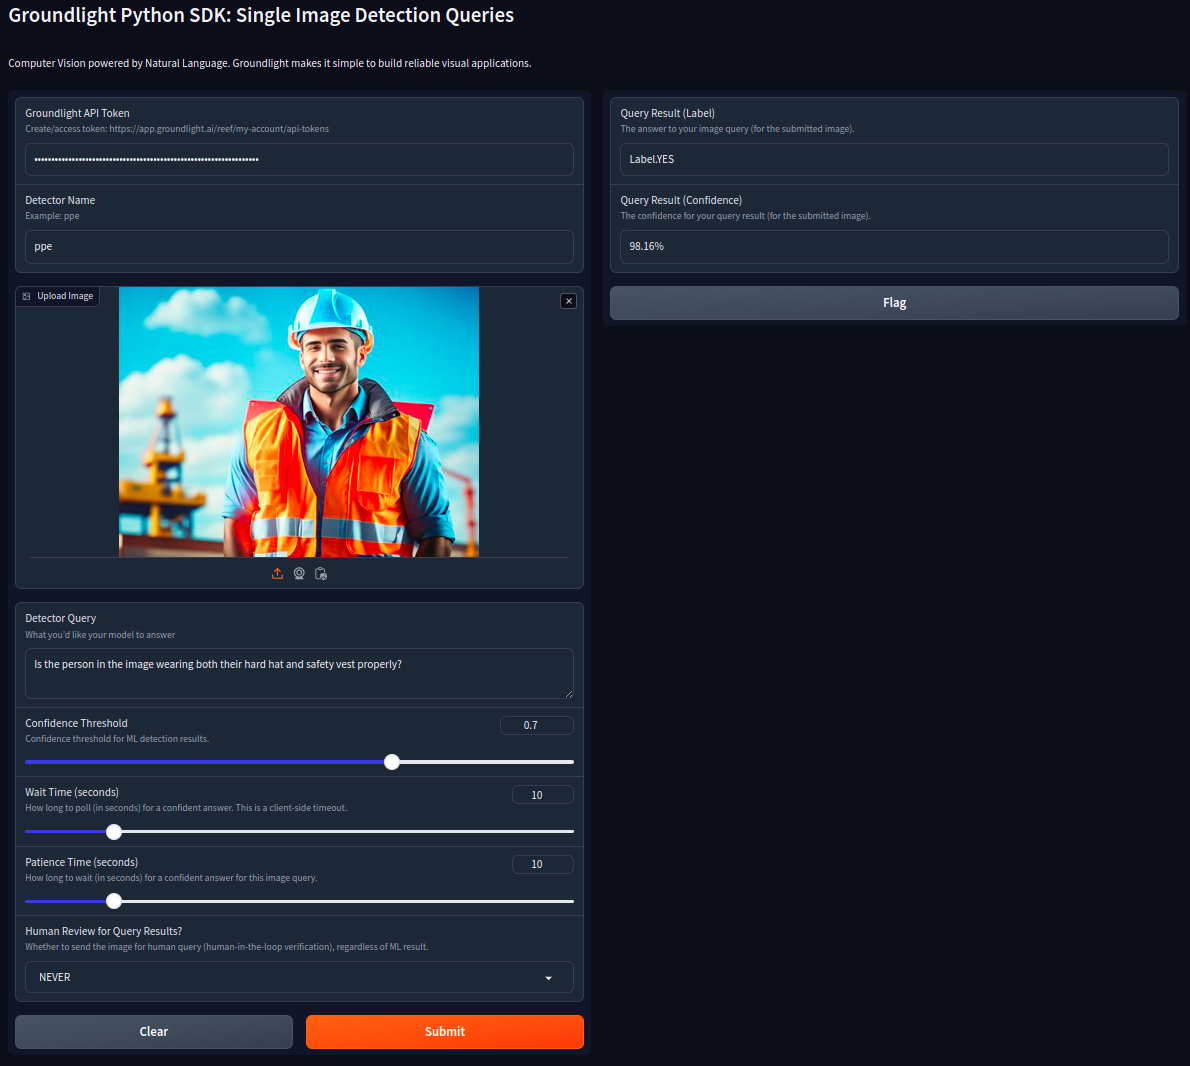 Groundlight Python SDK: Single Image Detection Queries
Computer Vision powered by Natural Language. Groundlight makes it simple to build reliable visual applications.
Groundlight API Token
Create/access token: https://app.groundlight.ai/reef/my-account/api-tokens
Detector Name
Example: ppe
ppe
Upload Image
Detector Query
What you'd like your model to answer
Is the person in the image wearing both their hard hat and safety vest properly?
Confidence Threshold
0.7
Confidence threshold for ML detection results.
Wait Time (seconds)
10
How long to poll (in seconds) for a confident answer. This is a client-side timeout.
Patience Time (seconds)
10
How long to wait (in seconds) for a confident answer for this image query.
Human Review for Query Results?
Whether to send the image for human query (human-in-the-loop verification), regardless of ML result.
NEVER
Clear
Submit
Query Result (Label)
The answer to your image query (for the submitted image).
Label.YES
Query Result (Confidence)
The confidence for your query result (for the submitted image).
98.16%
Flag